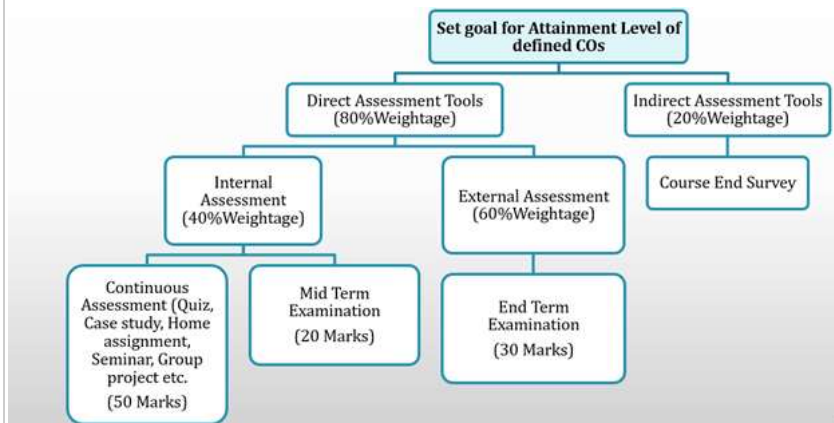 Set goal for Attainment Level of
defined COs
Direct Assessment Tools
(80%Weightage)
Indirect Assessment Tools
(20%Weightage)
Internal
Assessment
(40%Weightage)
External Assessment
(60%Weightage)
Course End Survey
Continuous
Assessment (Quiz,
Case study, Home
assignment,
Seminar, Group
project etc.
(50 Marks)
Mid Term
Examination
(20 Marks)
End Term
Examination
(30 Marks)